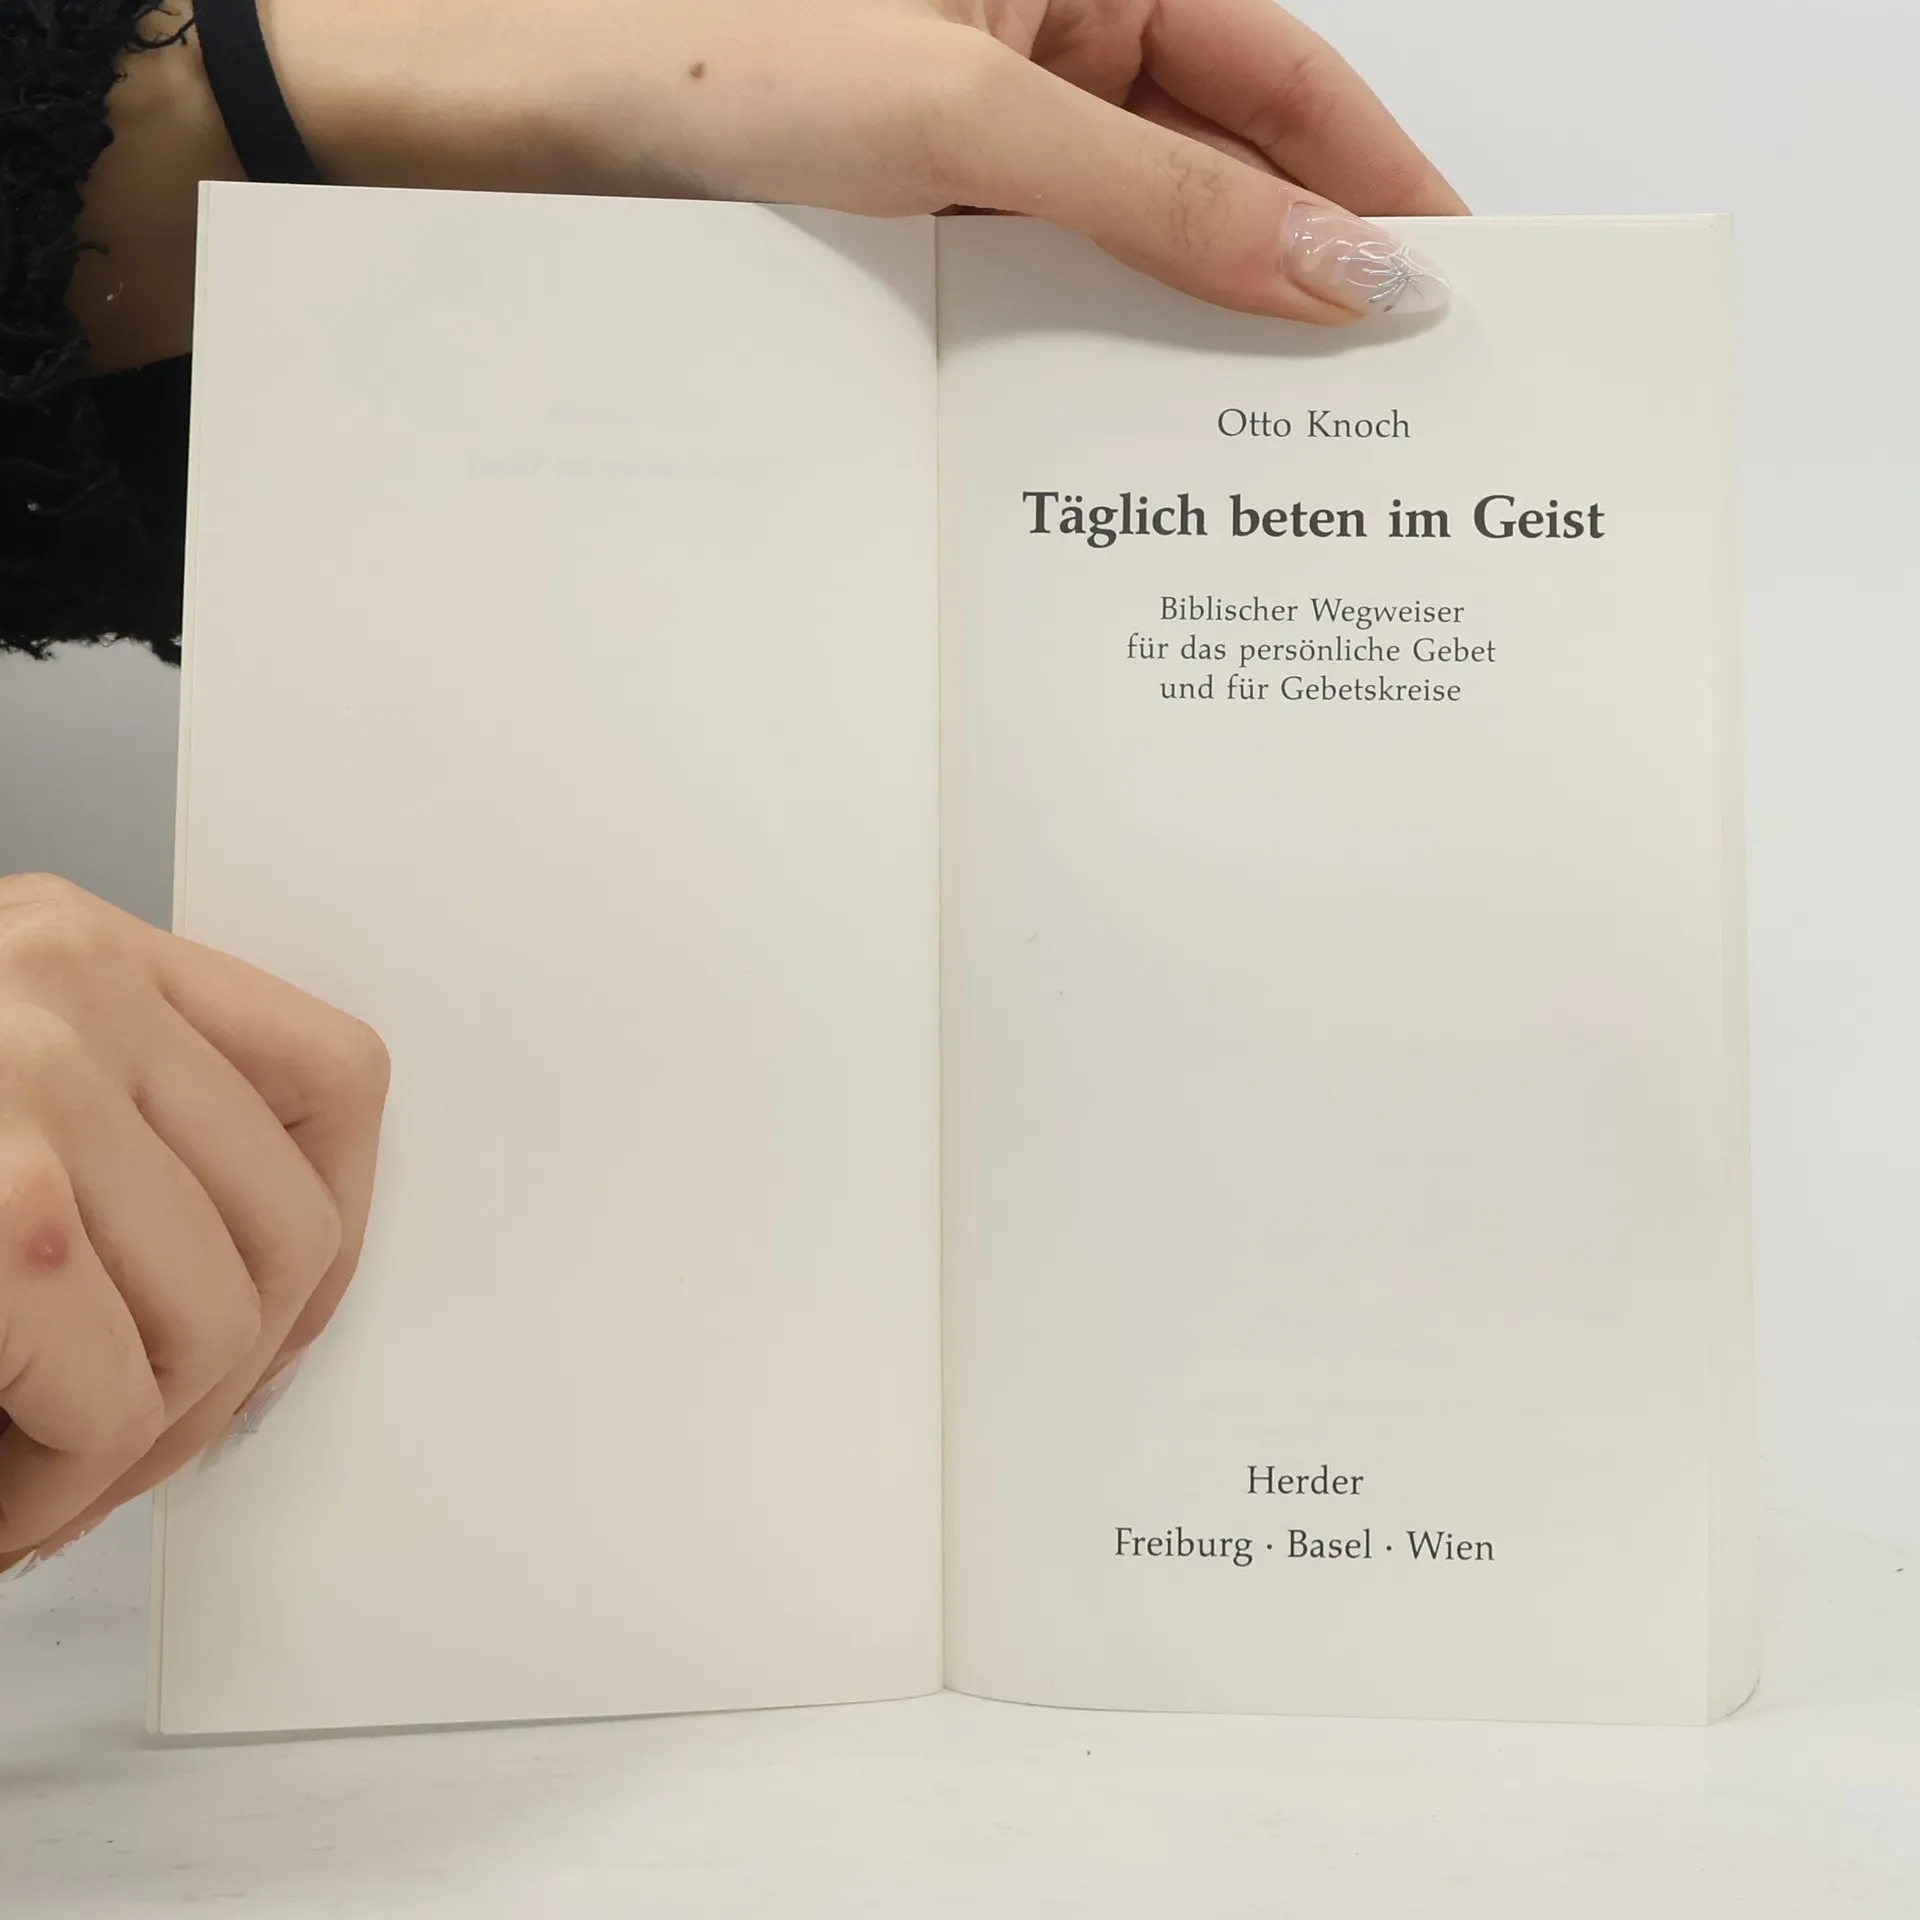 Otto Knoch
Täglich beten im Geist
Biblischer Wegweiser
für das persönliche Gebet
und für Gebetskreise
Herder
Freiburg · Basel · Wien